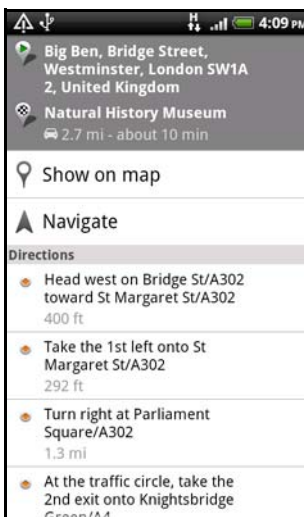 H 4:09 PM
Big Ben, Bridge Street,
Westminster, London SW1A
2, United Kingdom
Natural History Museum
2.7 mi - about 10 min
Show on map
Navigate
Directions
Head west on Bridge St/A302
toward St Margaret St/A302
400 ft
Take the 1st left onto St
Margaret St/A302
292 ft
Turn right at Parliament
Square/A302
1.3 mi
At the traffic circle, take the
2nd exit onto Knightsbridge
Green/A4